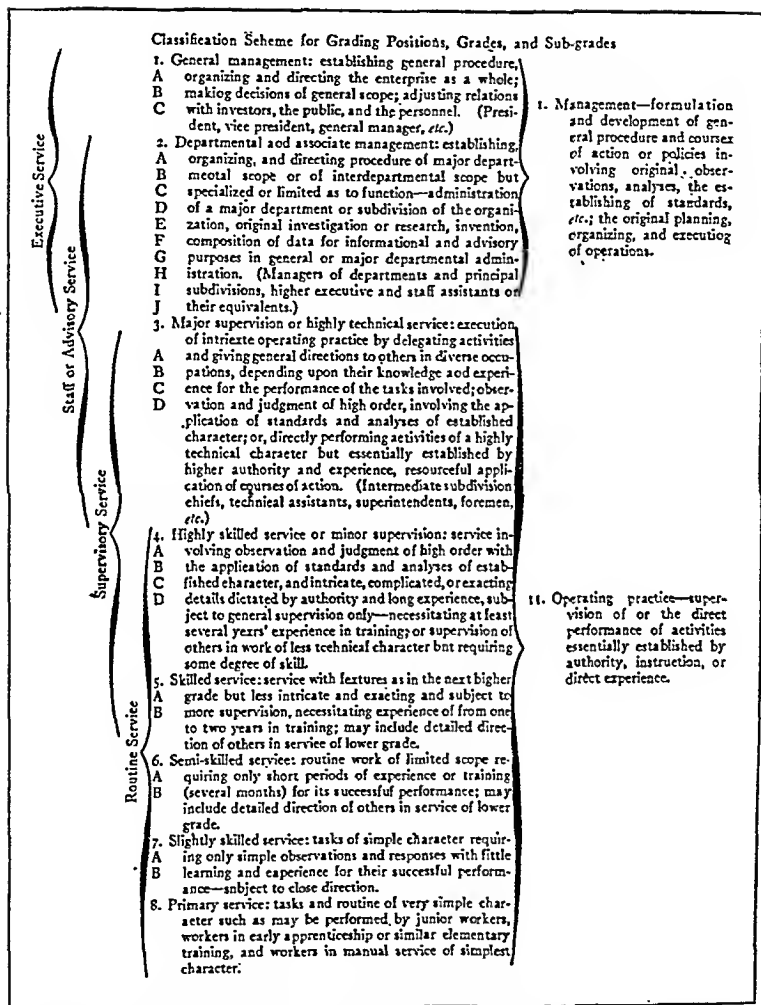 Classification Scheme for Grading Positions, Grades, and Sub-grades
1. General management: establishing general procedure,
A organizing and directing the enterprise as a whole;
B making decisions of general scope; adjusting relations
C with investors, the public, and the personnel. (Presi-
dent, vice president, general manager, etc.)
2. Departmental aod associate management: establishing,
A organizing, and directing procedure of major depart-
B meotal scope or of interdepartmental scope but
C specialized or limited as to function—administration
D of a major department or subdivision of the organi-
E zation, original investigation or research, invention,
F composition of data for informational and advisory
G purposes in general or major departmental admin-
H istration. (Managers of departments and principal
I subdivisions, higher executive and staff assistants or
J their equivalents.)
3. Major supervision or highly technical service: execution
of intricate operating practice by delegating activities
A and giving general directions to others in diverse occu-
B pations, depending upon their knowledge aod experi-
C ence for the performance of the tasks involved; obser-
D vation and judgment of high order, involving the ap-
plication of standards and analyses of established
character; or, directly performing activities of a highly
technical character but essentially established by
higher authority and experience, resourceful appli-
cation of courses of action. (Intermediate subdivision
chiefs, technical assistants, superintendents, foremen,
etc.)
4. Highly skilled service or minor supervision: service in-
A volving observation and judgment of high order with
B the application of standards and analyses of estab-
C fished character, and intricate, complicated, or exacting
D details dictated by authority and long experience, sub-
ject to general supervision only—necessitating at least
several years' experience in training; or supervision of
others in work of less technical character bnt requiring
some degree of skill.
5. Skilled service: service with features as in the next higher
A grade but less intricate and exacting and subject to
B more supervision, necessitating experience of from one
to two years in training; may include detailed direc-
tion of others in service of lower grade.
6. Semi-skilled service: routine work of limited scope re-
A quiring only short periods of experience or training
B (several months) for its successful performance; may
include detailed direction of others in service of lower
grade.
7. Slightly skilled service: tasks of simple character requir-
A ing only simple observations and responses with fittle
B learning and experience for their successful perform-
ance—snbject to close direction.
8. Primary service: tasks and routine of very simple char-
acter such as may be performed by junior workers,
workers in early apprenticeship or similar elementary
training, and workers in manual service of simplest
character.
Executive Service
Staff or Advisory Service
Supervisory Service
Routine Service
1. Management—formulation
and development of gen-
eral procedure and courses
of action or policies in-
volving original observa-
tions, analyses, the es-
tablishing of standards,
etc.; the original planning,
organizing, and execution
of operations.
11. Operating practice—super-
vision of or the direct
performance of activities
essentially established by
authority, instruction, or
direct experience.